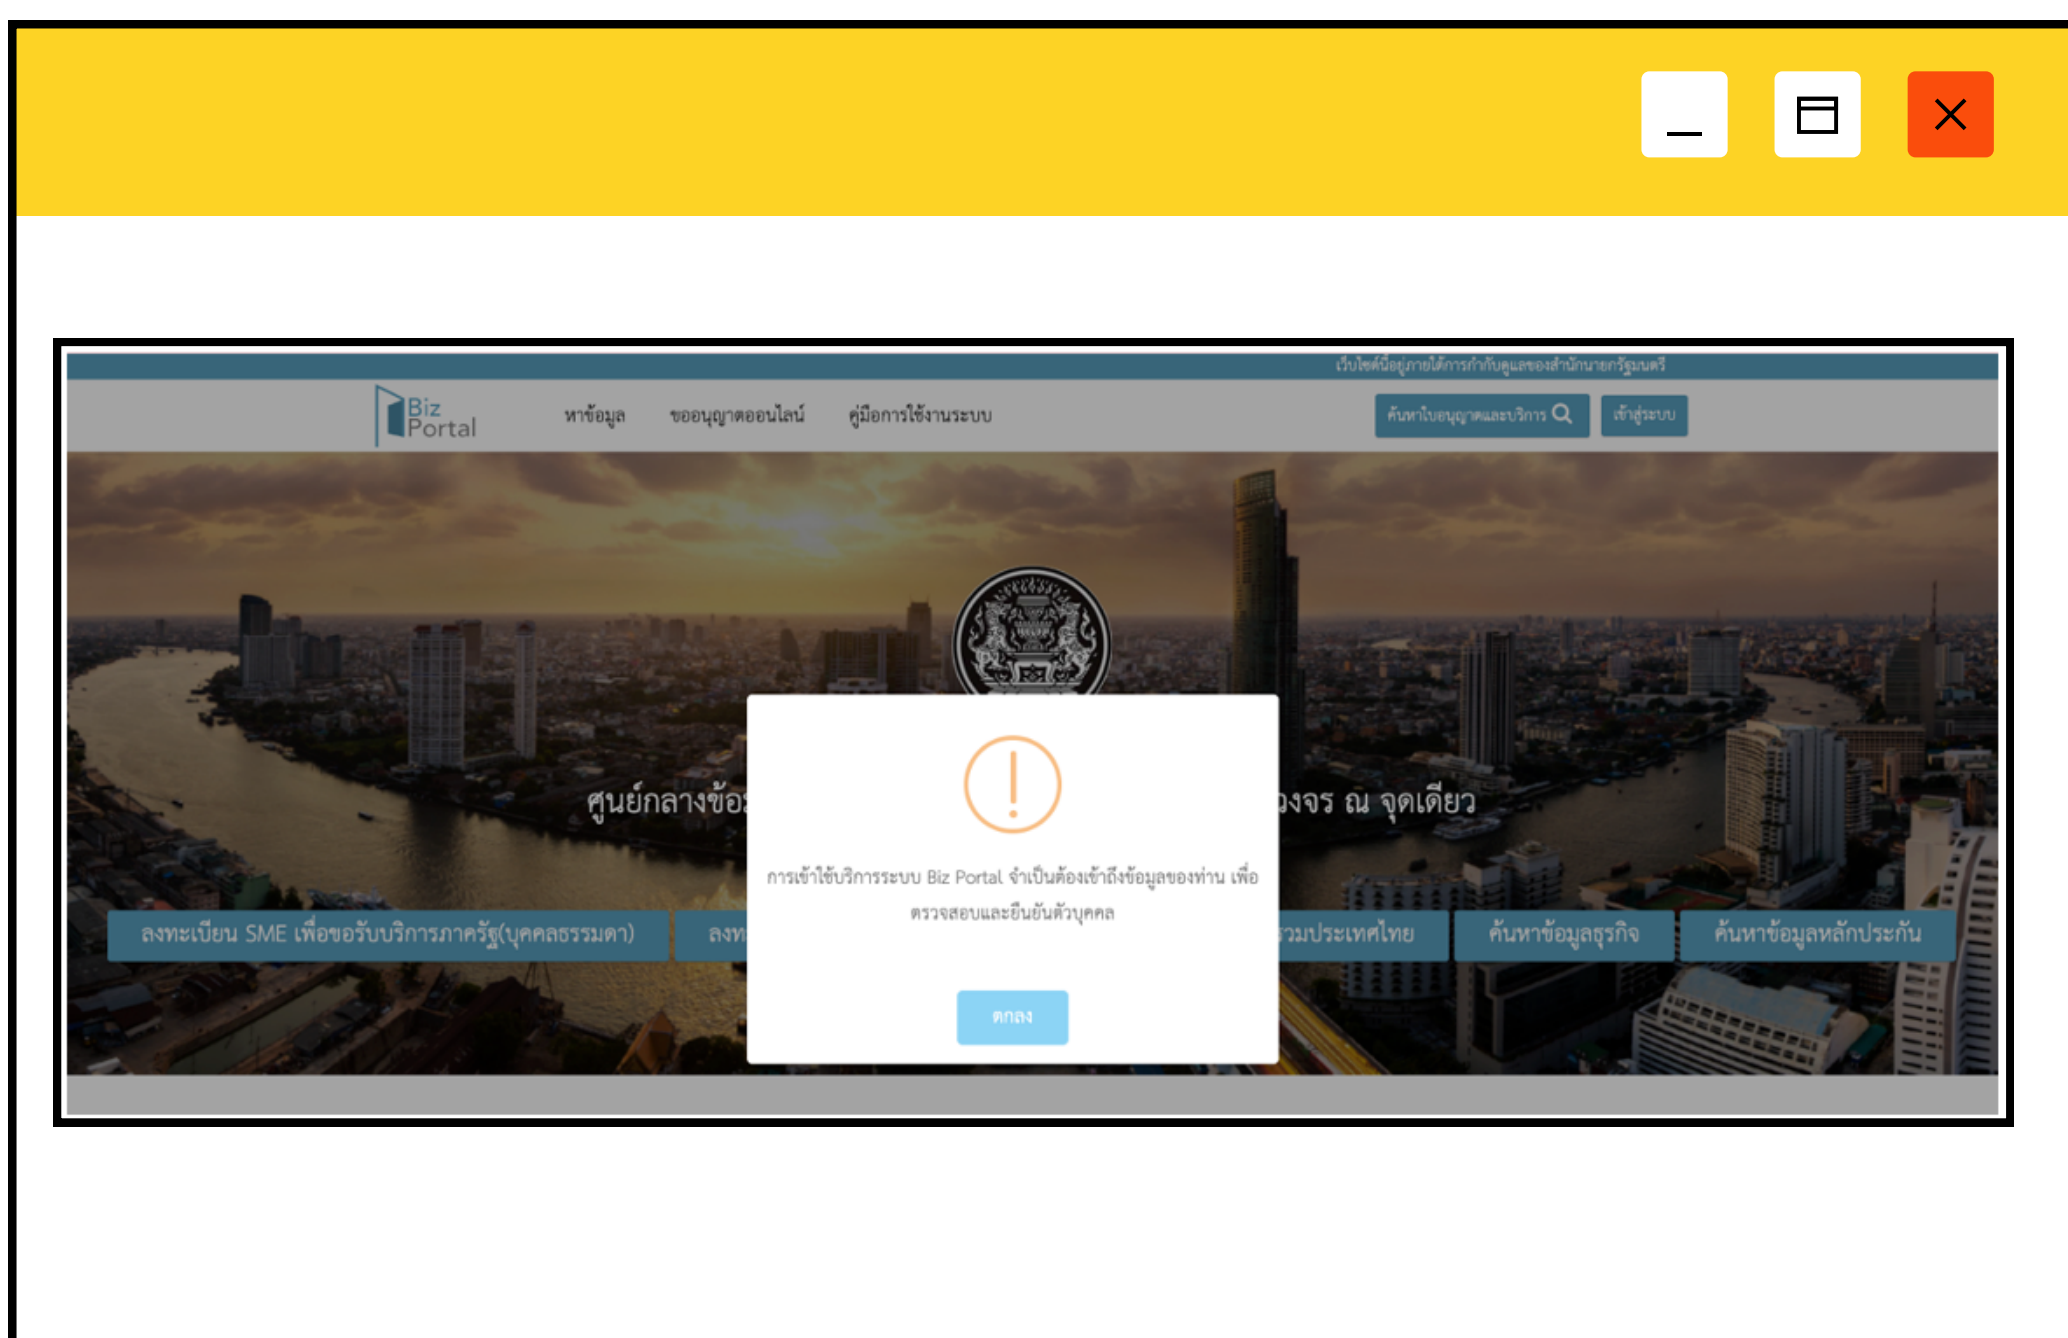 เว็บไซต์นี้อยู่ภายใต้การกำกับดูแลของสำนักนายกรัฐมนตรี
Biz
Portal
หาข้อมูล ขออนุญาตออนไลน์ คู่มือการใช้งานระบบ ค้นหาใบอนุญาตและบริการ เข้าสู่ระบบ
ศูนย์กลางข้อ วงจร ณ จุดเดียว
การเข้าใช้บริการระบบ Biz Portal จำเป็นต้องเข้าถึงข้อมูลของท่าน เพื่อ
ตรวจสอบและยืนยันตัวบุคคล
ลงทะเบียน SME เพื่อขอรับบริการภาครัฐ(บุคคลธรรมดา) ลงท รวมประเทศไทย ค้นหาข้อมูลธุรกิจ ค้นหาข้อมูลหลักประกัน
ตกลง